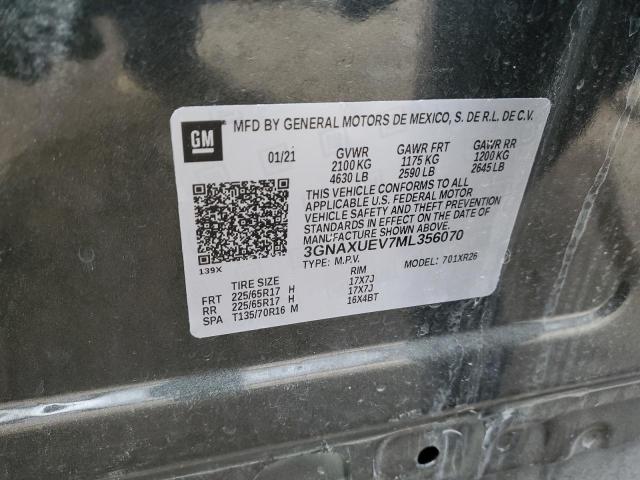 GM
MFD BY GENERAL MOTORS DE MEXICO, S. DE R.L. DE C.V.
01/21 GVWR GAWR FRT GAWR RR
2100 KG 1175 KG 1200 KG
4630 LB 2590 LB 2645 LB
THIS VEHICLE CONFORMS TO ALL
APPLICABLE U.S. FEDERAL MOTOR
VEHICLE SAFETY AND THEFT PREVENTION
STANDARDS IN EFFECT ON THE DATE OF
MANUFACTURE SHOWN ABOVE.
3GNAXUEV7ML356070
TYPE: M.P.V. MODEL: 701XR26
139X
TIRE SIZE RIM
FRT 225/65R17 H 17X7J
RR 225/65R17 H 17X7J
SPA T135/70R16 M 16X4BT